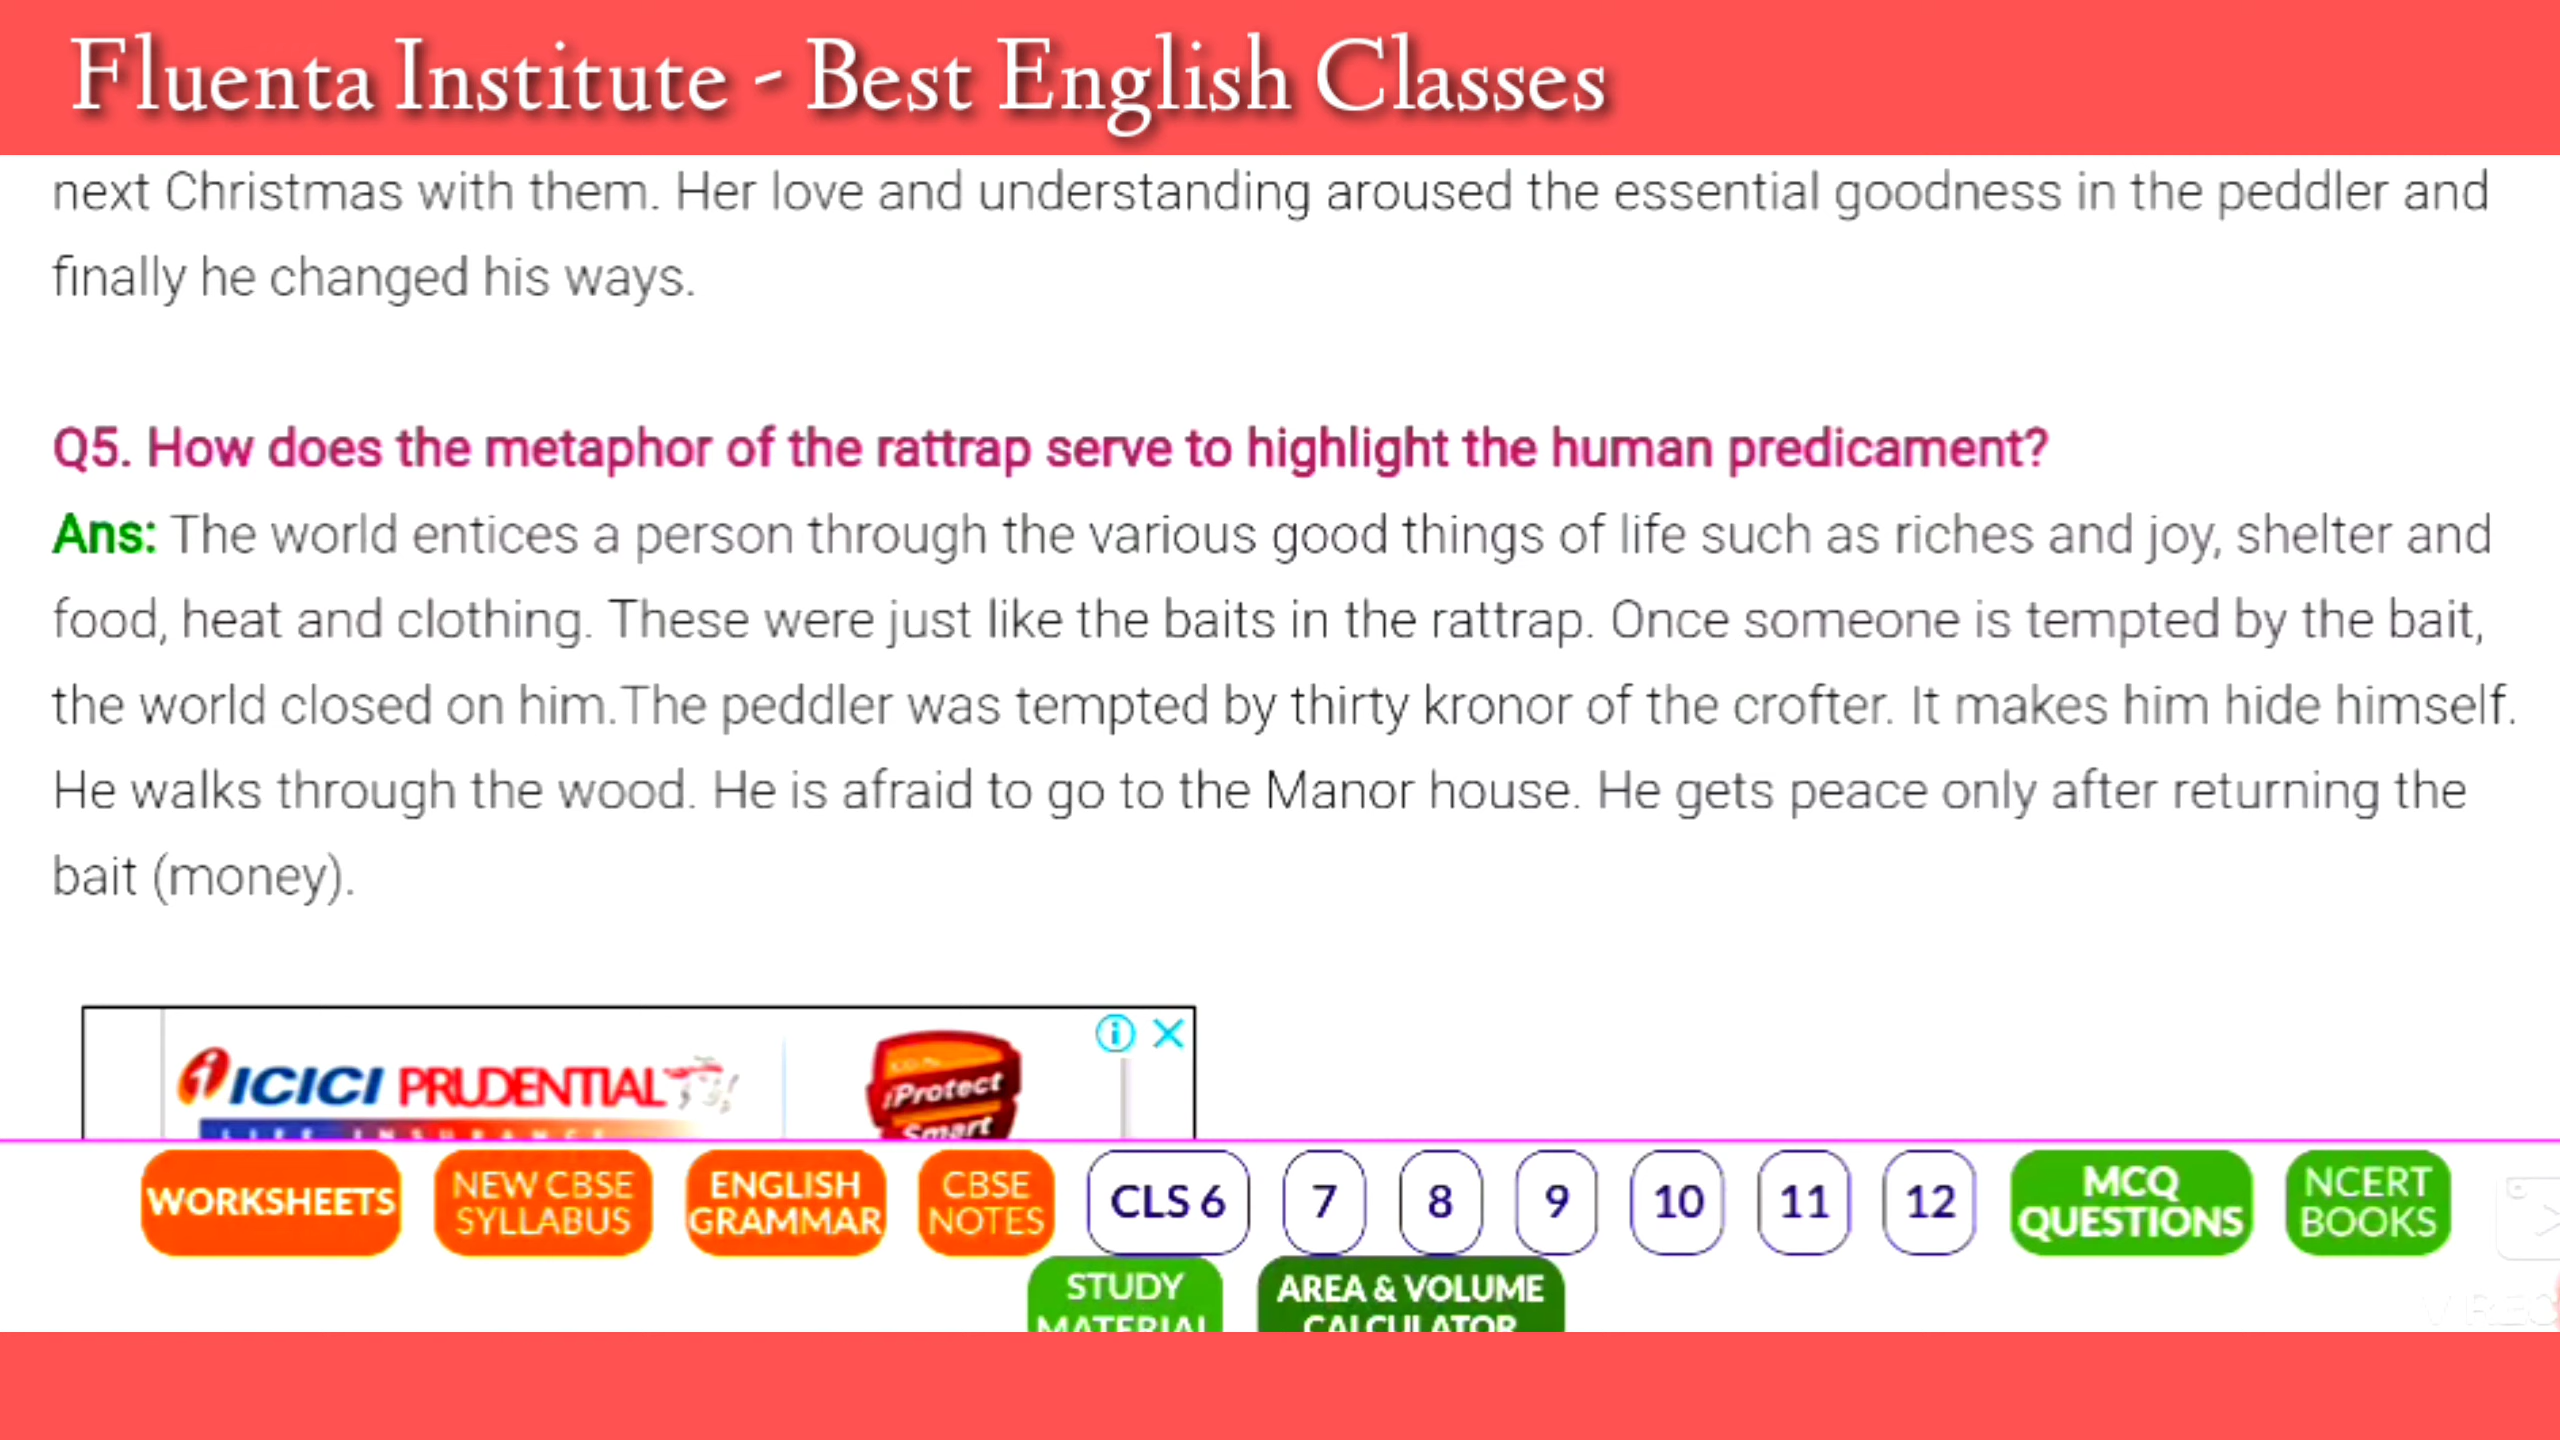 Fluenta Institute - Best English Classes
next Christmas with them. Her love and understanding aroused the essential goodness in the peddler and
finally he changed his ways.
Q5. How does the metaphor of the rattrap serve to highlight the human predicament?
Ans: The world entices a person through the various good things of life such as riches and joy, shelter and
food, heat and clothing. These were just like the baits in the rattrap. Once someone is tempted by the bait,
the world closed on him.The peddler was tempted by thirty kronor of the crofter. It makes him hide himself.
He walks through the wood. He is afraid to go to the Manor house. He gets peace only after returning the
bait (money).
ICICI PRUDENTIAL
LIFE INSURANCE
iProtect
Smart
WORKSHEETS
NEW CBSE
SYLLABUS
ENGLISH
GRAMMAR
CBSE
NOTES
CLS 6
7
8
9
10
11
12
MCQ
QUESTIONS
NCERT
BOOKS
STUDY
MATERIAL
AREA & VOLUME
CALCULATOR